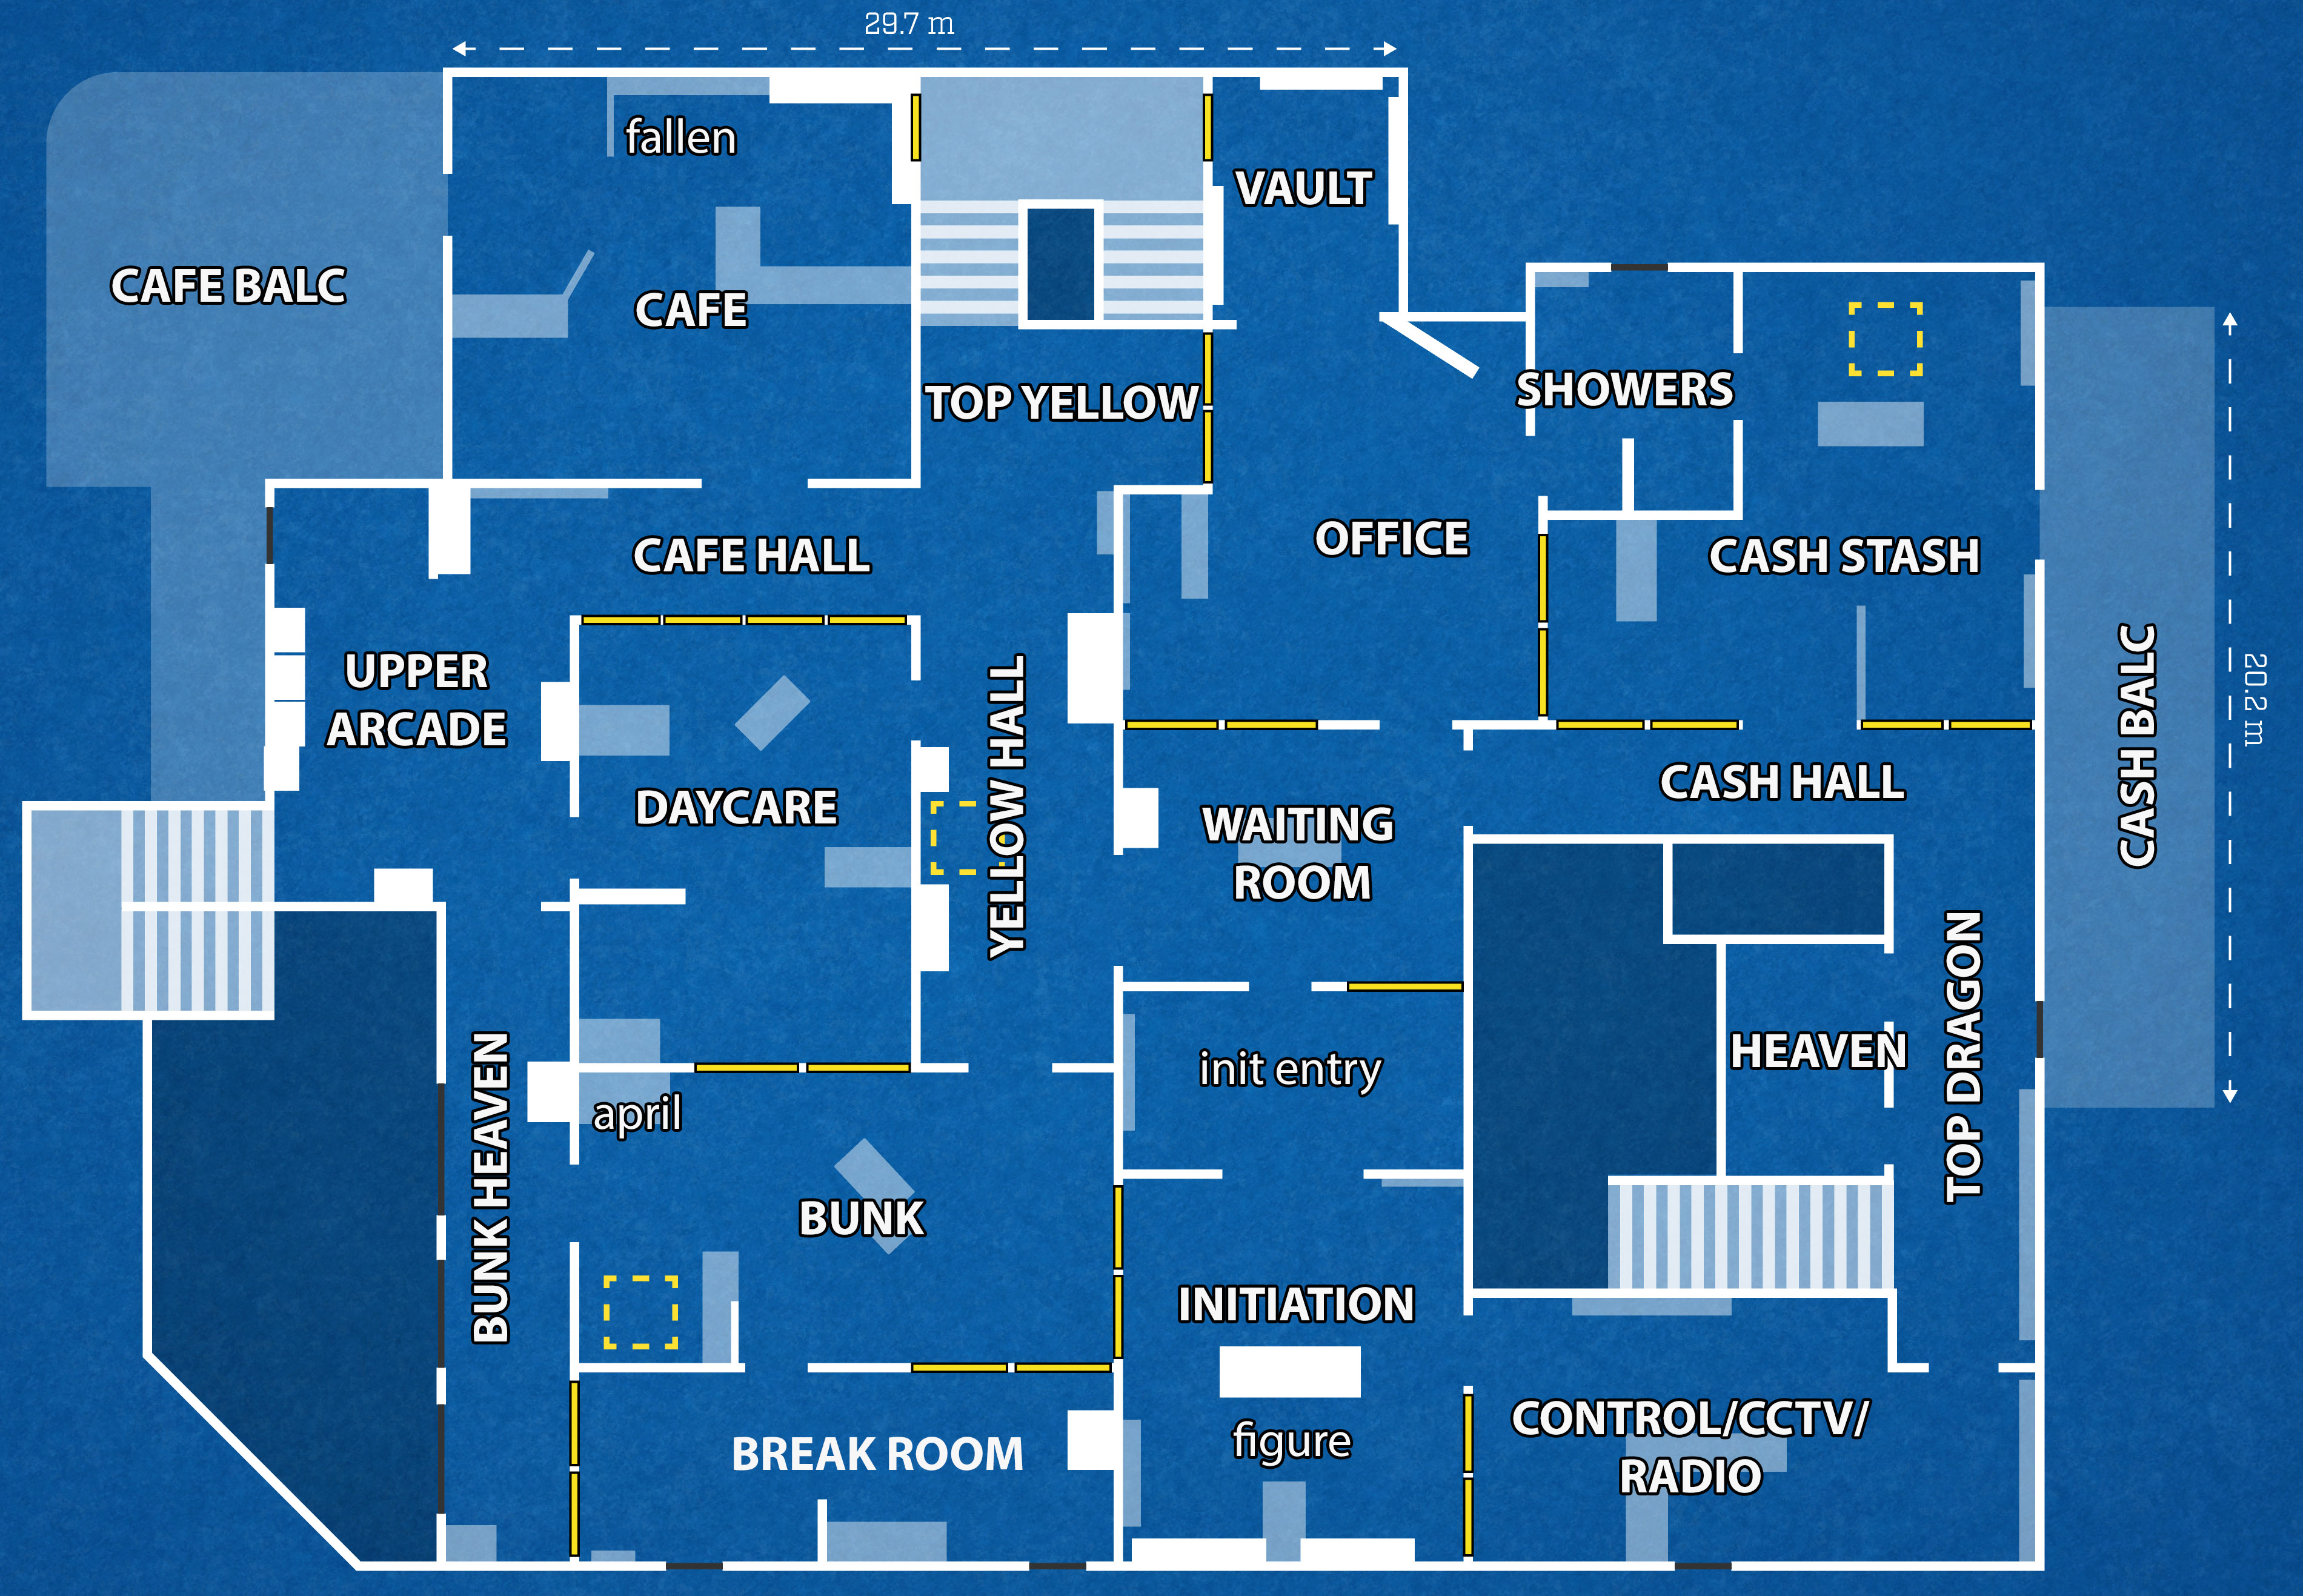 29.7 m
fallen
VAULT
CAFE BALC
CAFE
TOP YELLOW
SHOWERS
OFFICE
CAFE HALL
CASH STASH
UPPER
ARCADE
YELLOW HALL
20.2 m
CASH BALC
DAYCARE
CASH HALL
WAITING
ROOM
HEAVEN
TOP DRAGON
init entry
april
BUNK HEAVEN
BUNK
INITIATION
figure
CONTROL/CCTV/
RADIO
BREAK ROOM